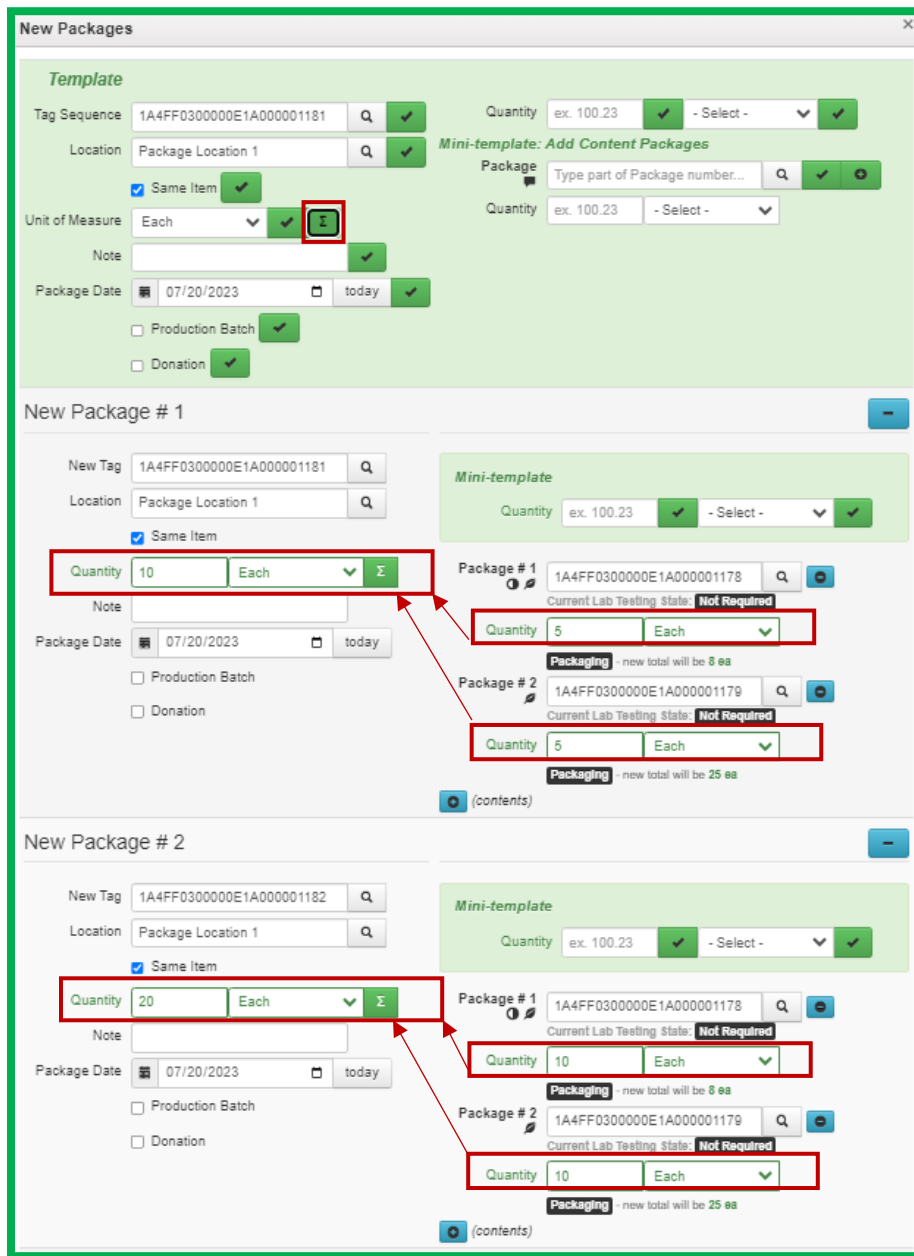 New Packages
×
Template
Tag Sequence 1A4FF0300000E1A000001181
Location Package Location 1
Same Item
Unit of Measure Each Σ
Note
Package Date 07/20/2023 today
Production Batch
Donation
Quantity ex. 100.23 - Select -
Mini-template: Add Content Packages
Package Type part of Package number...
Quantity ex. 100.23 - Select -
New Package # 1
New Tag 1A4FF0300000E1A000001181
Location Package Location 1
Same Item
Quantity 10 Each Σ
Note
Package Date 07/20/2023 today
Production Batch
Donation
Mini-template
Quantity ex. 100.23 - Select -
Package # 1 1A4FF0300000E1A000001178
Current Lab Testing State: Not Required
Quantity 5 Each
Packaging - new total will be 8 ea
Package # 2 1A4FF0300000E1A000001179
Current Lab Testing State: Not Required
Quantity 5 Each
Packaging - new total will be 25 ea
(contents)
New Package # 2
New Tag 1A4FF0300000E1A000001182
Location Package Location 1
Same Item
Quantity 20 Each Σ
Note
Package Date 07/20/2023 today
Production Batch
Donation
Mini-template
Quantity ex. 100.23 - Select -
Package # 1 1A4FF0300000E1A000001178
Current Lab Testing State: Not Required
Quantity 10 Each
Packaging - new total will be 8 ea
Package # 2 1A4FF0300000E1A000001179
Current Lab Testing State: Not Required
Quantity 10 Each
Packaging - new total will be 25 ea
(contents)